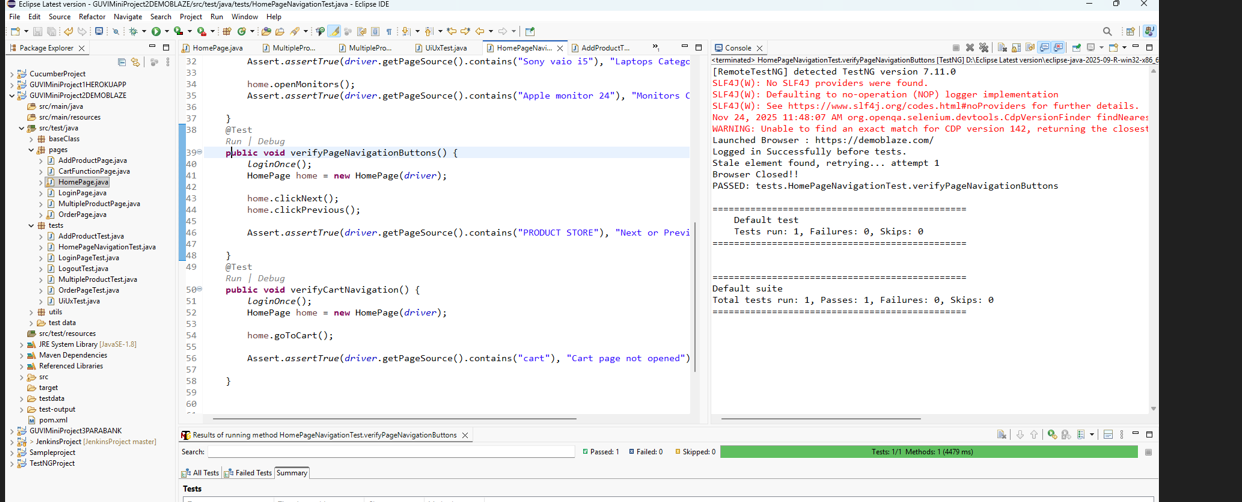 Eclipse Latest version - GUVIMiniProject2DEMOBLAZE/src/test/java/tests/HomePageNavigationTest.java - Eclipse IDE
File Edit Source Refactor Navigate Search Project Run Window Help
Package Explorer
CucumberProject
GUVIMiniProject1HEROKUAPP
GUVIMiniProject2DEMOBLAZE
src/main/java
src/main/resources
src/test/java
baseClass
pages
AddProductPage.java
CartFunctionPage.java
HomePage.java
LoginPage.java
MultipleProductPage.java
OrderPage.java
tests
AddProductTest.java
HomePageNavigationTest.java
LoginPageTest.java
LogoutTest.java
MultipleProductTest.java
OrderPageTest.java
UiUxTest.java
utils
test data
src/test/resources
JRE System Library [JavaSE-1.8]
Maven Dependencies
Referenced Libraries
src
target
testdata
test-output
pom.xml
GUVIMiniProject3PARABANK
> JenkinsProject [JenkinsProject master]
Sampleproject
TestNGProject
HomePage.java MultiplePro... MultiplePro... UiUxTest.java HomePageNavi... AddProductT...
32 Assert.assertTrue(driver.getPageSource().contains("Sony vaio i5"), "Laptops Catego
33
34 home.openMonitors();
35 Assert.assertTrue(driver.getPageSource().contains("Apple monitor 24"), "Monitors C
36
37 }
38 @Test
Run | Debug
39 public void verifyPageNavigationButtons() {
40 loginOnce();
41 HomePage home = new HomePage(driver);
42
43 home.clickNext();
44 home.clickPrevious();
45
46 Assert.assertTrue(driver.getPageSource().contains("PRODUCT STORE"), "Next or Previ
47
48 }
49 @Test
Run | Debug
50 public void verifyCartNavigation() {
51 loginOnce();
52 HomePage home = new HomePage(driver);
53
54 home.goToCart();
55
56 Assert.assertTrue(driver.getPageSource().contains("cart"), "Cart page not opened")
57
58 }
59
60
Console
<terminated> HomePageNavigationTest.verifyPageNavigationButtons [TestNG] D:\Eclipse Latest version\eclipse-java-2025-09-R-win32-x86_6
[RemoteTestNG] detected TestNG version 7.11.0
SLF4J(W): No SLF4J providers were found.
SLF4J(W): Defaulting to no-operation (NOP) logger implementation
SLF4J(W): See https://www.slf4j.org/codes.html#noProviders for further details.
Nov 24, 2025 11:48:07 AM org.openqa.selenium.devtools.CdpVersionFinder findNeares
WARNING: Unable to find an exact match for CDP version 142, returning the closest
Launched Browser : https://demoblaze.com/
Logged in Successfully before tests.
Stale element found, retrying... attempt 1
Browser Closed!!
PASSED: tests.HomePageNavigationTest.verifyPageNavigationButtons
===============================================
Default test
Tests run: 1, Failures: 0, Skips: 0
===============================================
===============================================
Default suite
Total tests run: 1, Passes: 1, Failures: 0, Skips: 0
===============================================
Results of running method HomePageNavigationTest.verifyPageNavigationButtons
Search:
Passed: 1 Failed: 0 Skipped: 0 Tests: 1/1 Methods: 1 (4479 ms)
All Tests Failed Tests Summary
Tests